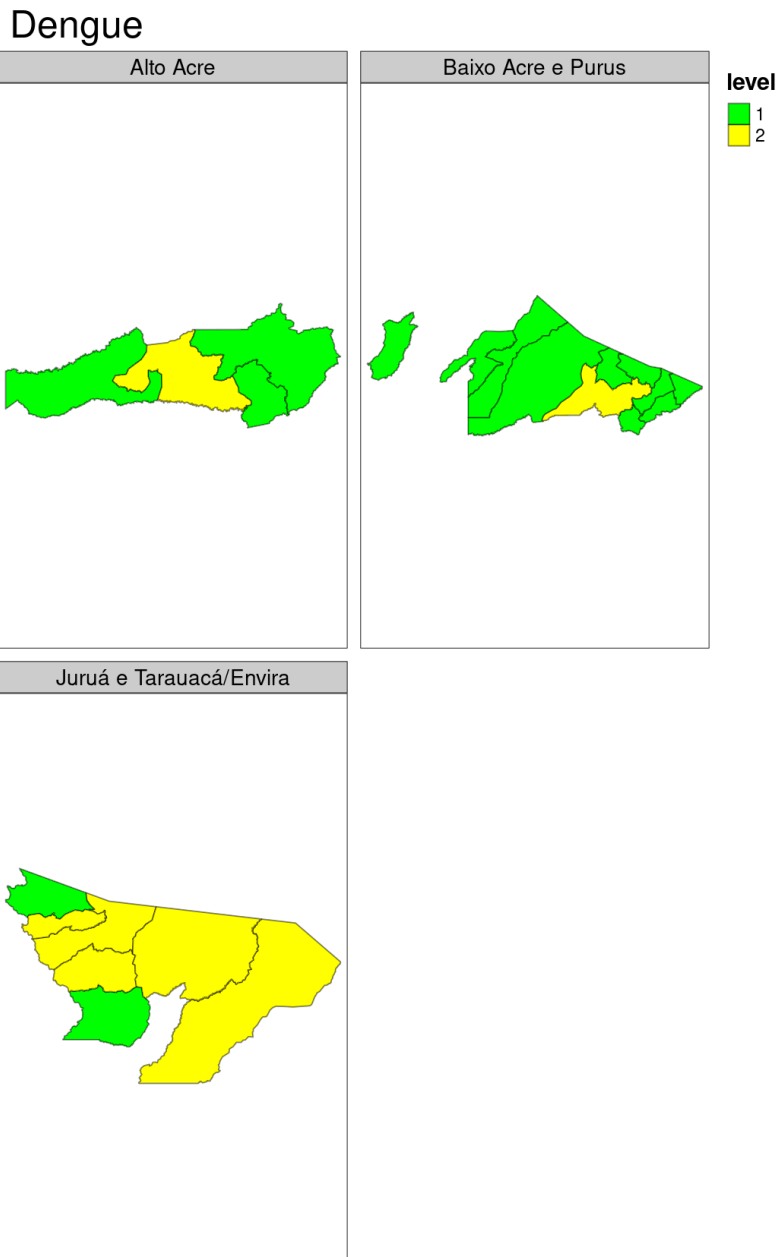 Dengue
Alto Acre
Baixo Acre e Purus
level
1
2
Juruá e Tarauacá/Envira